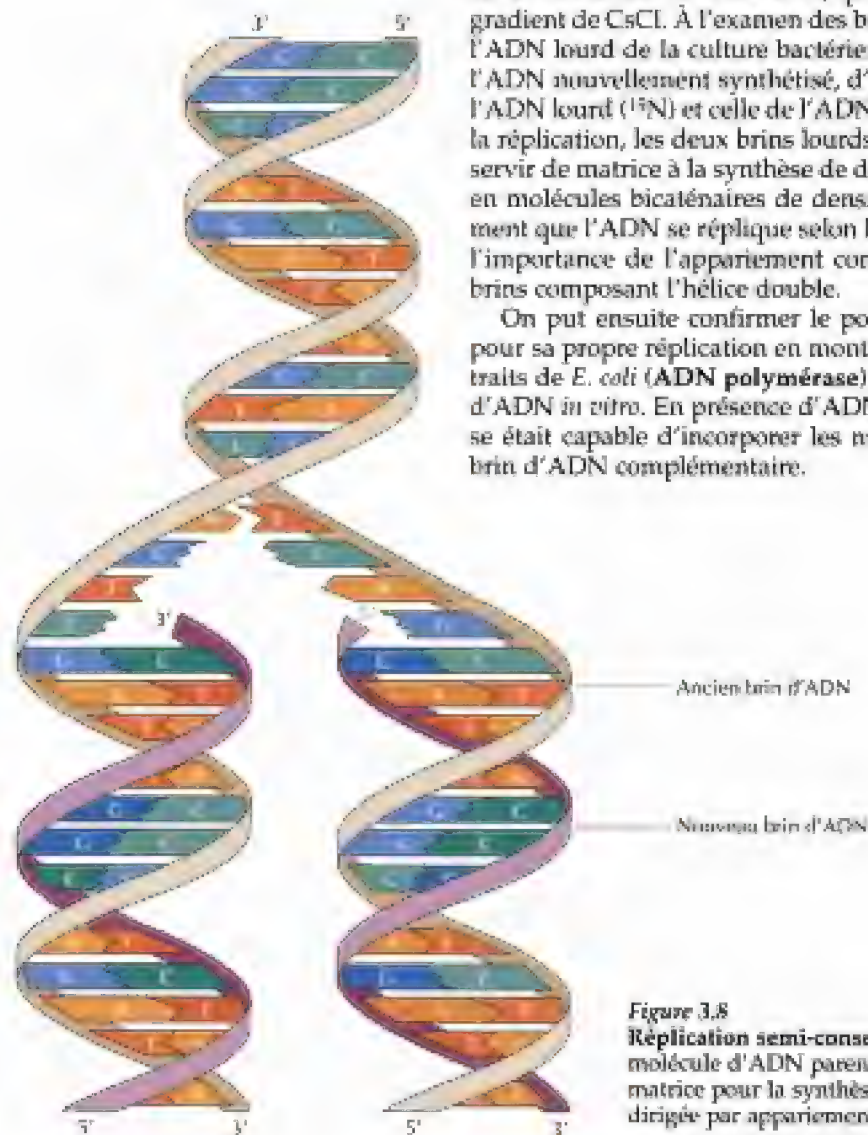 gradient de CsCl. À l'examen des b
l'ADN lourd de la culture bactérie
l'ADN nouvellement synthétisé, d'
l'ADN lourd (¹⁵N) et celle de l'ADN
la réplication, les deux brins lourds
servir de matrice à la synthèse de d
en molécules bicaténaires de dens
ment que l'ADN se réplique selon l
l'importance de l'appariement con
brins composant l'hélice double.
On put ensuite confirmer le po
pour sa propre réplication en mont
traits de E. coli (ADN polymérase)
d'ADN in vitro. En présence d'ADN
se était capable d'incorporer les n
brin d'ADN complémentaire.
3' 5'
3'
Ancien brin d'ADN
Nouveau brin d'ADN
G C
5' 3' 5' 3'
Figure 3.8
Réplication semi-conse
molécule d'ADN paren
matrice pour la synthès
dirigée par appariemen